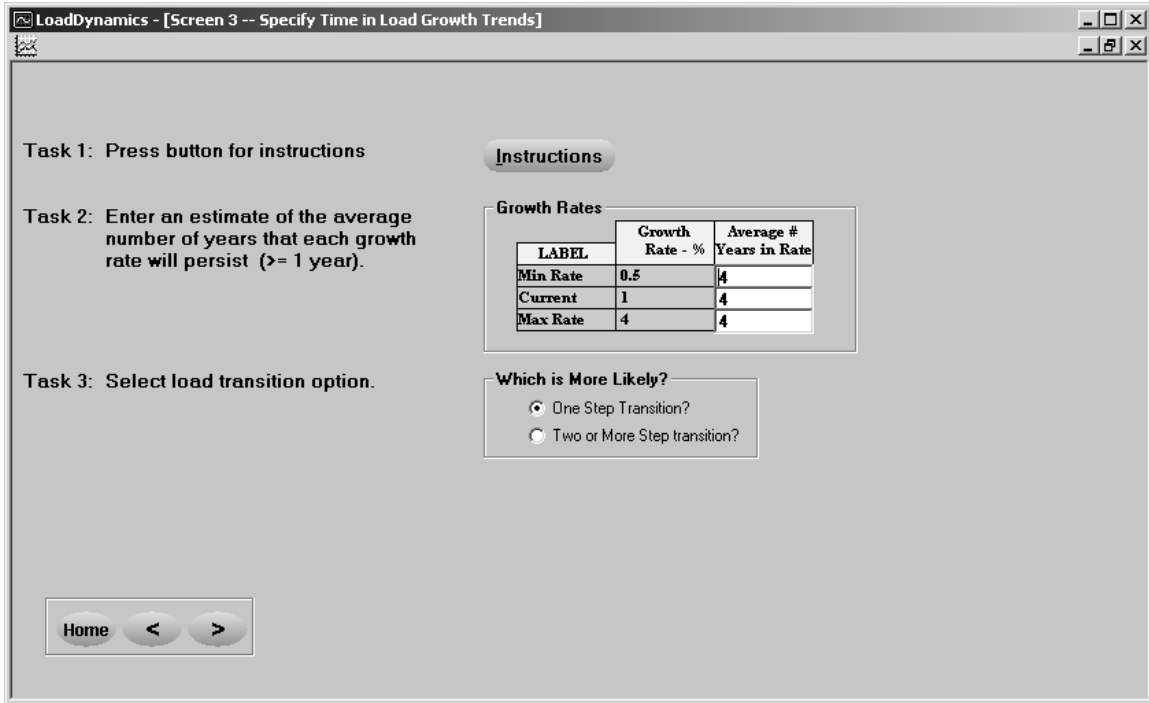 LoadDynamics - [Screen 3 -- Specify Time in Load Growth Trends]
Task 1: Press button for instructions
Instructions
Task 2: Enter an estimate of the average
number of years that each growth
rate will persist (>= 1 year).
Growth Rates
LABEL Growth Rate - % Average # Years in Rate
Min Rate 0.5 4
Current 1 4
Max Rate 4 4
Task 3: Select load transition option.
Which is More Likely?
One Step Transition?
Two or More Step transition?
Home < >